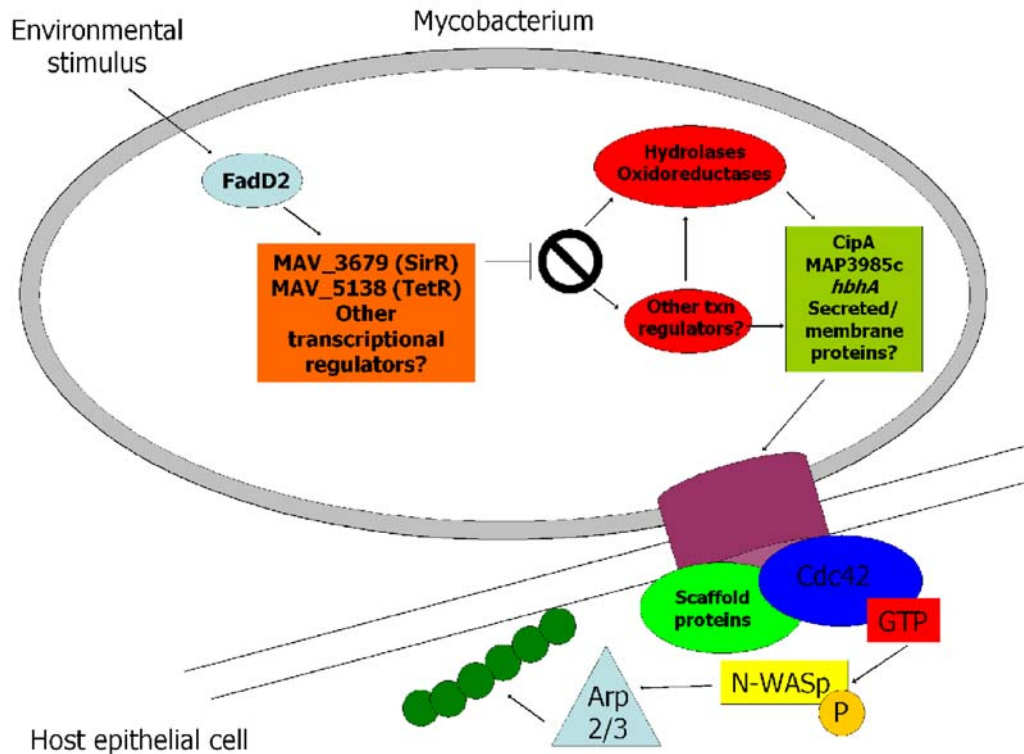 Mycobacterium
Environmental
stimulus
FadD2
MAV_3679 (SirR)
MAV_5138 (TetR)
Other
transcriptional
regulators?
Hydrolases
Oxidoreductases
Other txn
regulators?
CipA
MAP3985c
hbhA
Secreted/
membrane
proteins?
Scaffold
proteins
Cdc42
GTP
N-WASp
P
Arp
2/3
Host epithelial cell